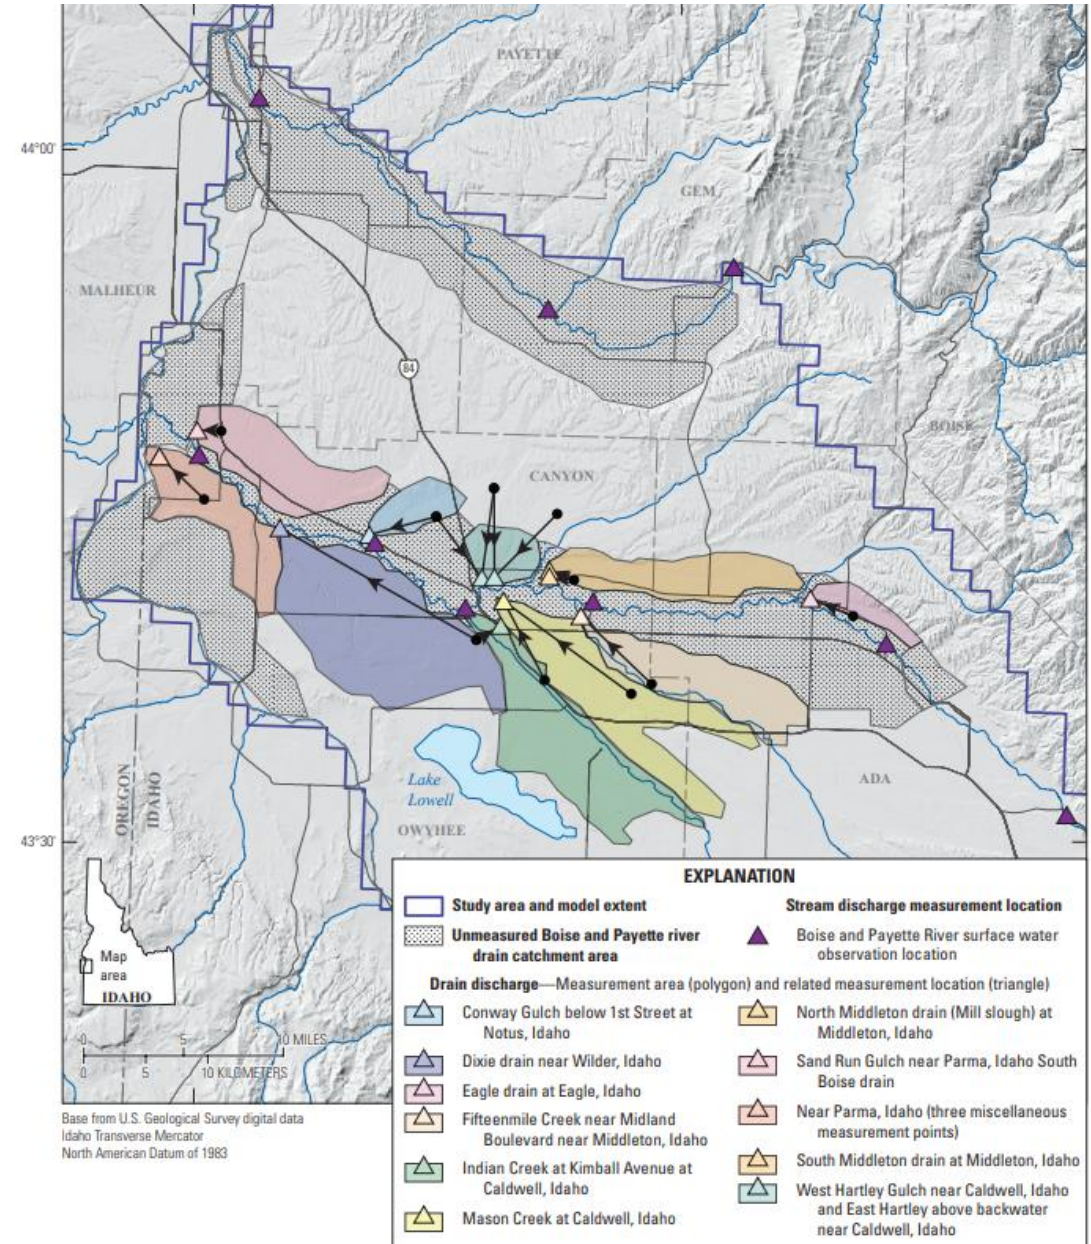 PAYETTE
44°00'
GEM
MALHEUR
84
BOISE
CANYON
Lake
Lowell
OREGON
IDAHO
ADA
OWYHEE
43°30'
EXPLANATION
Study area and model extent
Unmeasured Boise and Payette river
drain catchment area
Stream discharge measurement location
Boise and Payette River surface water
observation location
Drain discharge—Measurement area (polygon) and related measurement location (triangle)
Conway Gulch below 1st Street at
Notus, Idaho
Dixie drain near Wilder, Idaho
Eagle drain at Eagle, Idaho
Fifteenmile Creek near Midland
Boulevard near Middleton, Idaho
Indian Creek at Kimball Avenue at
Caldwell, Idaho
Mason Creek at Caldwell, Idaho
North Middleton drain (Mill slough) at
Middleton, Idaho
Sand Run Gulch near Parma, Idaho South
Boise drain
Near Parma, Idaho (three miscellaneous
measurement points)
South Middleton drain at Middleton, Idaho
West Hartley Gulch near Caldwell, Idaho
and East Hartley above backwater
near Caldwell, Idaho
Map
area
IDAHO
0 5 10 MILES
0 5 10 KILOMETERS
Base from U.S. Geological Survey digital data
Idaho Transverse Mercator
North American Datum of 1983